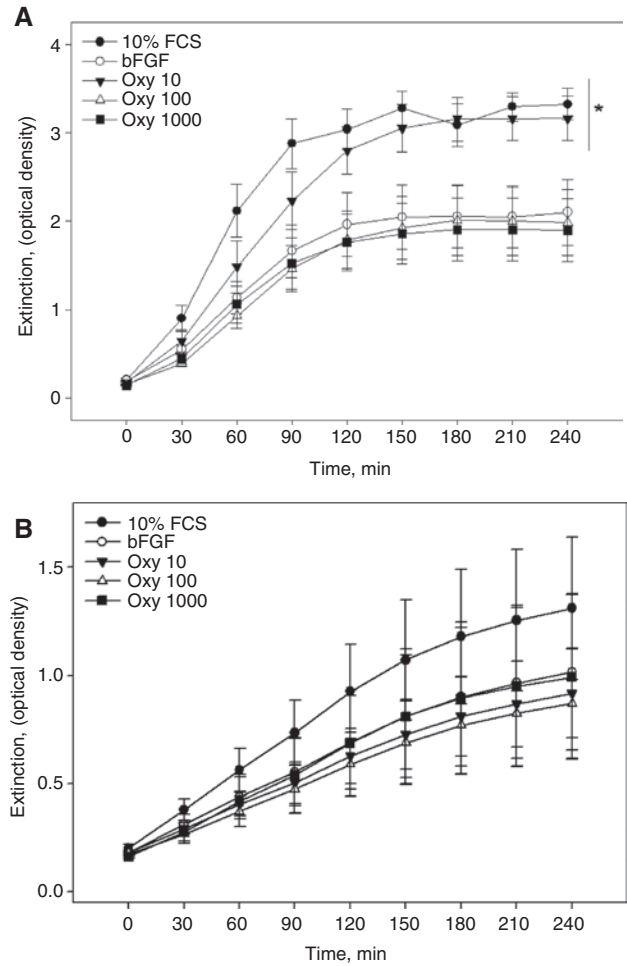 A
10% FCS
bFGF
Oxy 10
Oxy 100
Oxy 1000
4
3
2
1
0
*
Extinction, (optical density)
0 30 60 90 120 150 180 210 240
Time, min
B
10% FCS
bFGF
Oxy 10
Oxy 100
Oxy 1000
1.5
1.0
0.5
0.0
Extinction, (optical density)
0 30 60 90 120 150 180 210 240
Time, min